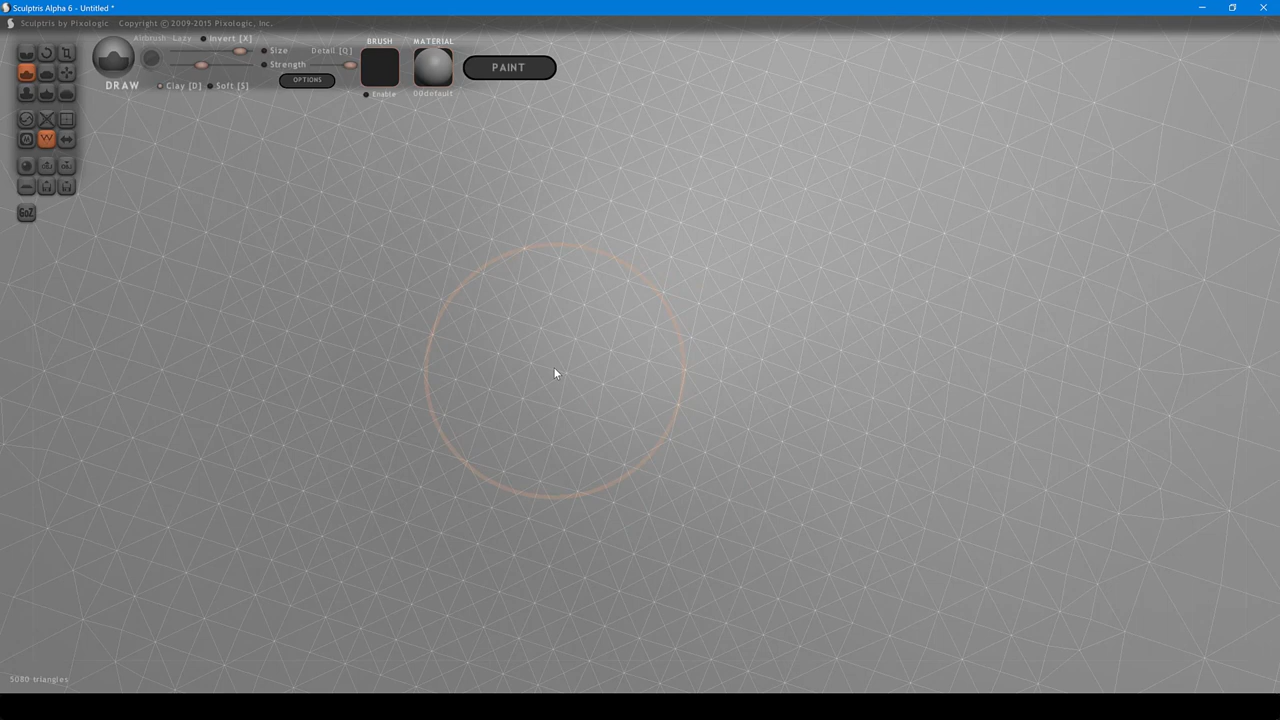 Sculptris Alpha 6 - Untitled *
Sculptris by Pixologic Copyright © 2009-2015 Pixologic, Inc.
Airbrush Lazy Invert [X]
Size Detail [Q]
Strength
DRAW Clay [D] Soft [S]
OPTIONS
BRUSH
Enable
MATERIAL
00default
PAINT
GoZ
5080 triangles